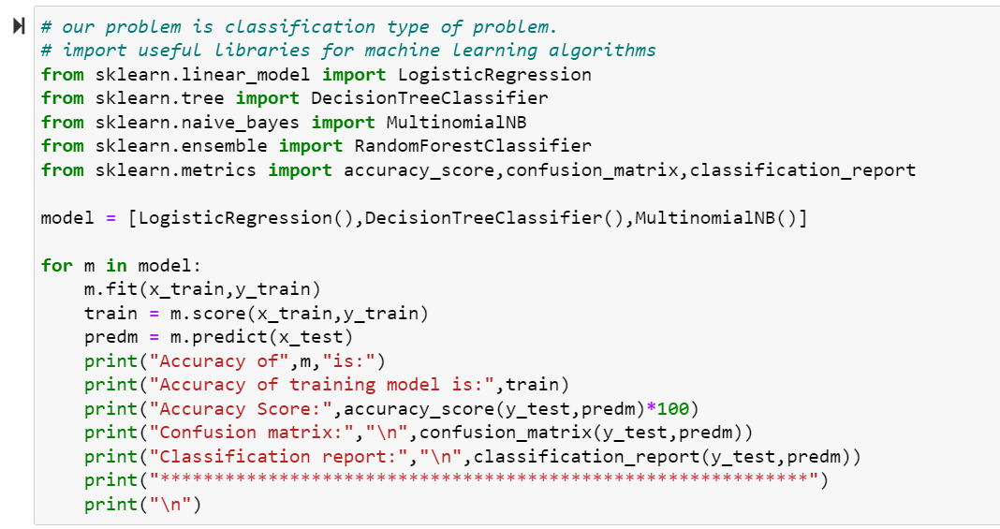 # our problem is classification type of problem.
# import useful libraries for machine learning algorithms
from sklearn.linear_model import LogisticRegression
from sklearn.tree import DecisionTreeClassifier
from sklearn.naive_bayes import MultinomialNB
from sklearn.ensemble import RandomForestClassifier
from sklearn.metrics import accuracy_score,confusion_matrix,classification_report

model = [LogisticRegression(),DecisionTreeClassifier(),MultinomialNB()]

for m in model:
    m.fit(x_train,y_train)
    train = m.score(x_train,y_train)
    predm = m.predict(x_test)
    print("Accuracy of",m,"is:")
    print("Accuracy of training model is:",train)
    print("Accuracy Score:",accuracy_score(y_test,predm)*100)
    print("Confusion matrix:","\n",confusion_matrix(y_test,predm))
    print("Classification report:","\n",classification_report(y_test,predm))
    print("************************************************************")
    print("\n")